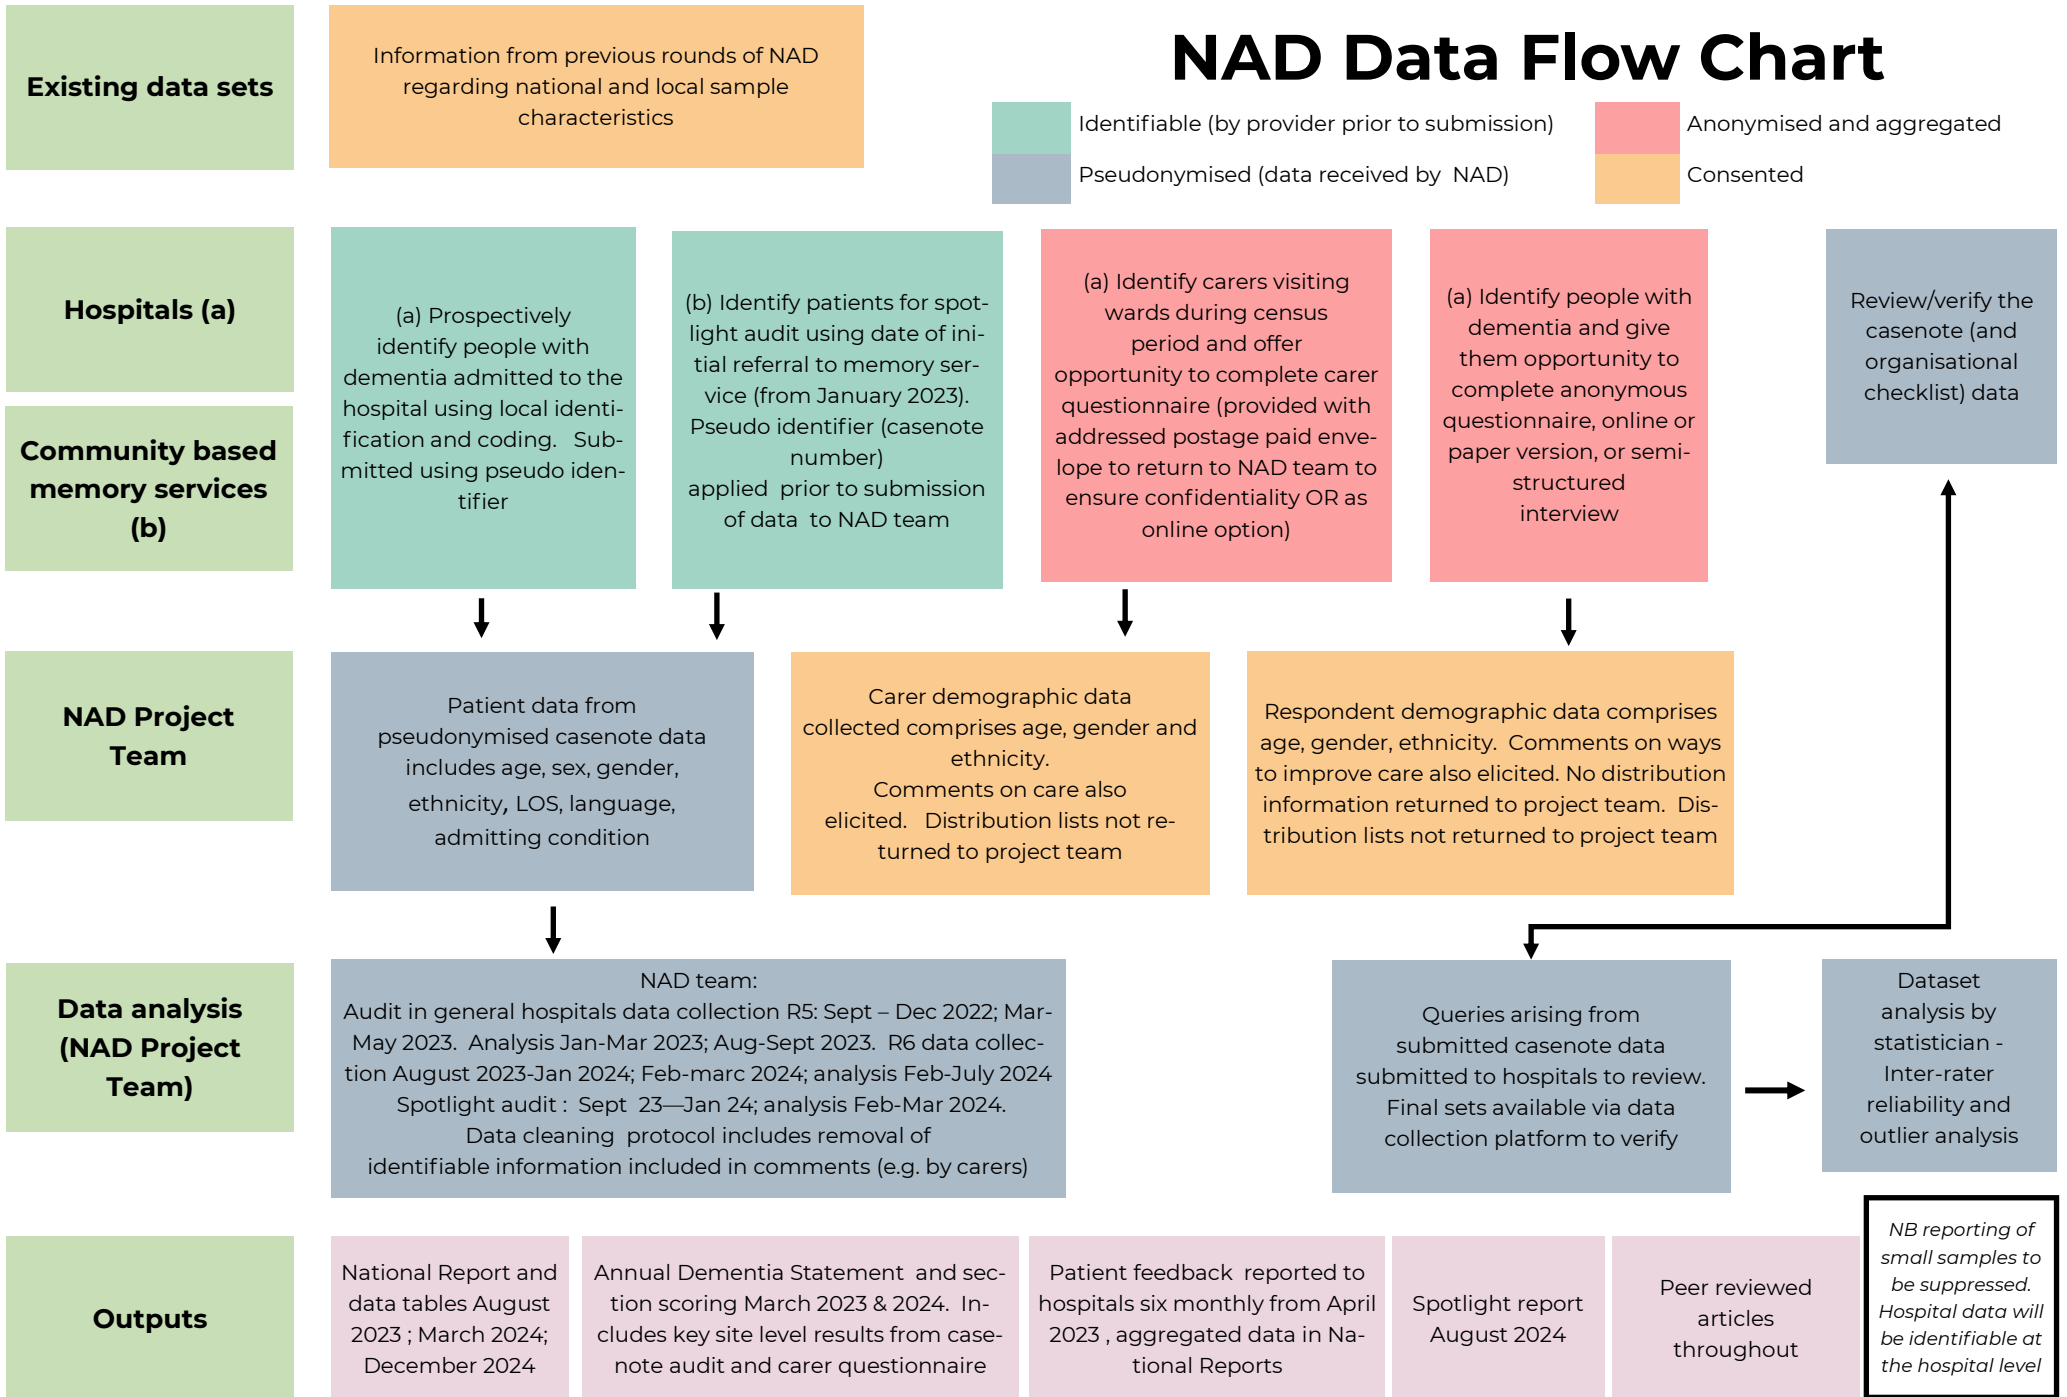 NAD Data Flow Chart
Existing data sets
Information from previous rounds of NAD
regarding national and local sample
characteristics
Identifiable (by provider prior to submission)
Anonymised and aggregated
Pseudonymised (data received by  NAD)
Consented
Hospitals (a)
Community based
memory services
(b)
(a) Prospectively
identify people with
dementia admitted to the
hospital using local identi-
fication and coding.   Sub-
mitted using pseudo iden-
tifier
(b) Identify patients for spot-
light audit using date of ini-
tial referral to memory ser-
vice (from January 2023).
Pseudo identifier (casenote
number)
applied  prior to submission
of data  to NAD team
(a) Identify carers visiting
wards during census
period and offer
opportunity to complete carer
questionnaire (provided with
addressed postage paid enve-
lope to return to NAD team to
ensure confidentiality OR as
online option)
(a) Identify people with
dementia and give
them opportunity to
complete anonymous
questionnaire, online or
paper version, or semi-
structured
interview
Review/verify the
casenote (and
organisational
checklist) data
NAD Project
Team
Patient data from
pseudonymised casenote data
includes age, sex, gender,
ethnicity, LOS, language,
admitting condition
Carer demographic data
collected comprises age, gender and
ethnicity.
Comments on care also
elicited.   Distribution lists not re-
turned to project team
Respondent demographic data comprises
age, gender, ethnicity.  Comments on ways
to improve care also elicited. No distribution
information returned to project team.  Dis-
tribution lists not returned to project team
Data analysis
(NAD Project
Team)
NAD team:
Audit in general hospitals data collection R5: Sept – Dec 2022; Mar-
May 2023.  Analysis Jan-Mar 2023; Aug-Sept 2023.  R6 data collec-
tion August 2023-Jan 2024; Feb-marc 2024; analysis Feb-July 2024
Spotlight audit :  Sept  23—Jan 24; analysis Feb-Mar 2024.
Data cleaning  protocol includes removal of
identifiable information included in comments (e.g. by carers)
Queries arising from
submitted casenote data
submitted to hospitals to review.
Final sets available via data
collection platform to verify
Dataset
analysis by
statistician -
Inter-rater
reliability and
outlier analysis
Outputs
National Report and
data tables August
2023 ; March 2024;
December 2024
Annual Dementia Statement  and sec-
tion scoring March 2023 & 2024.  In-
cludes key site level results from case-
note audit and carer questionnaire
Patient feedback  reported to
hospitals six monthly from April
2023 , aggregated data in Na-
tional Reports
Spotlight report
August 2024
Peer reviewed
articles
throughout
NB reporting of
small samples to
be suppressed.
Hospital data will
be identifiable at
the hospital level